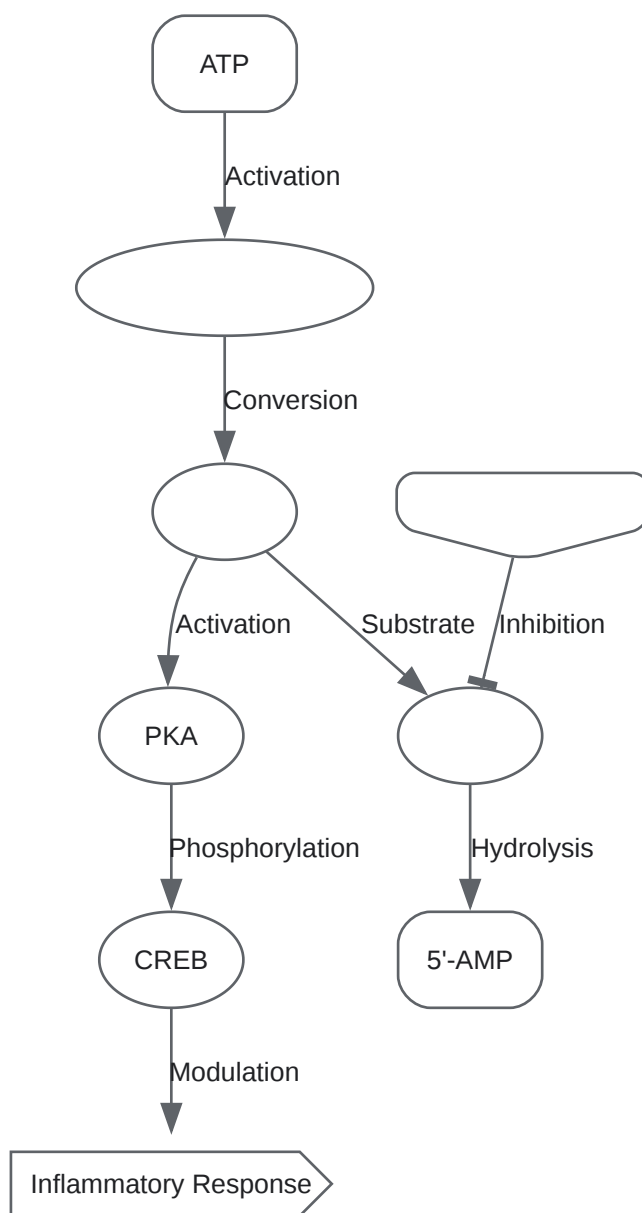 ATP
Activation
Conversion
Activation
Substrate
Inhibition
PKA
Phosphorylation
Hydrolysis
CREB
5'-AMP
Modulation
Inflammatory Response